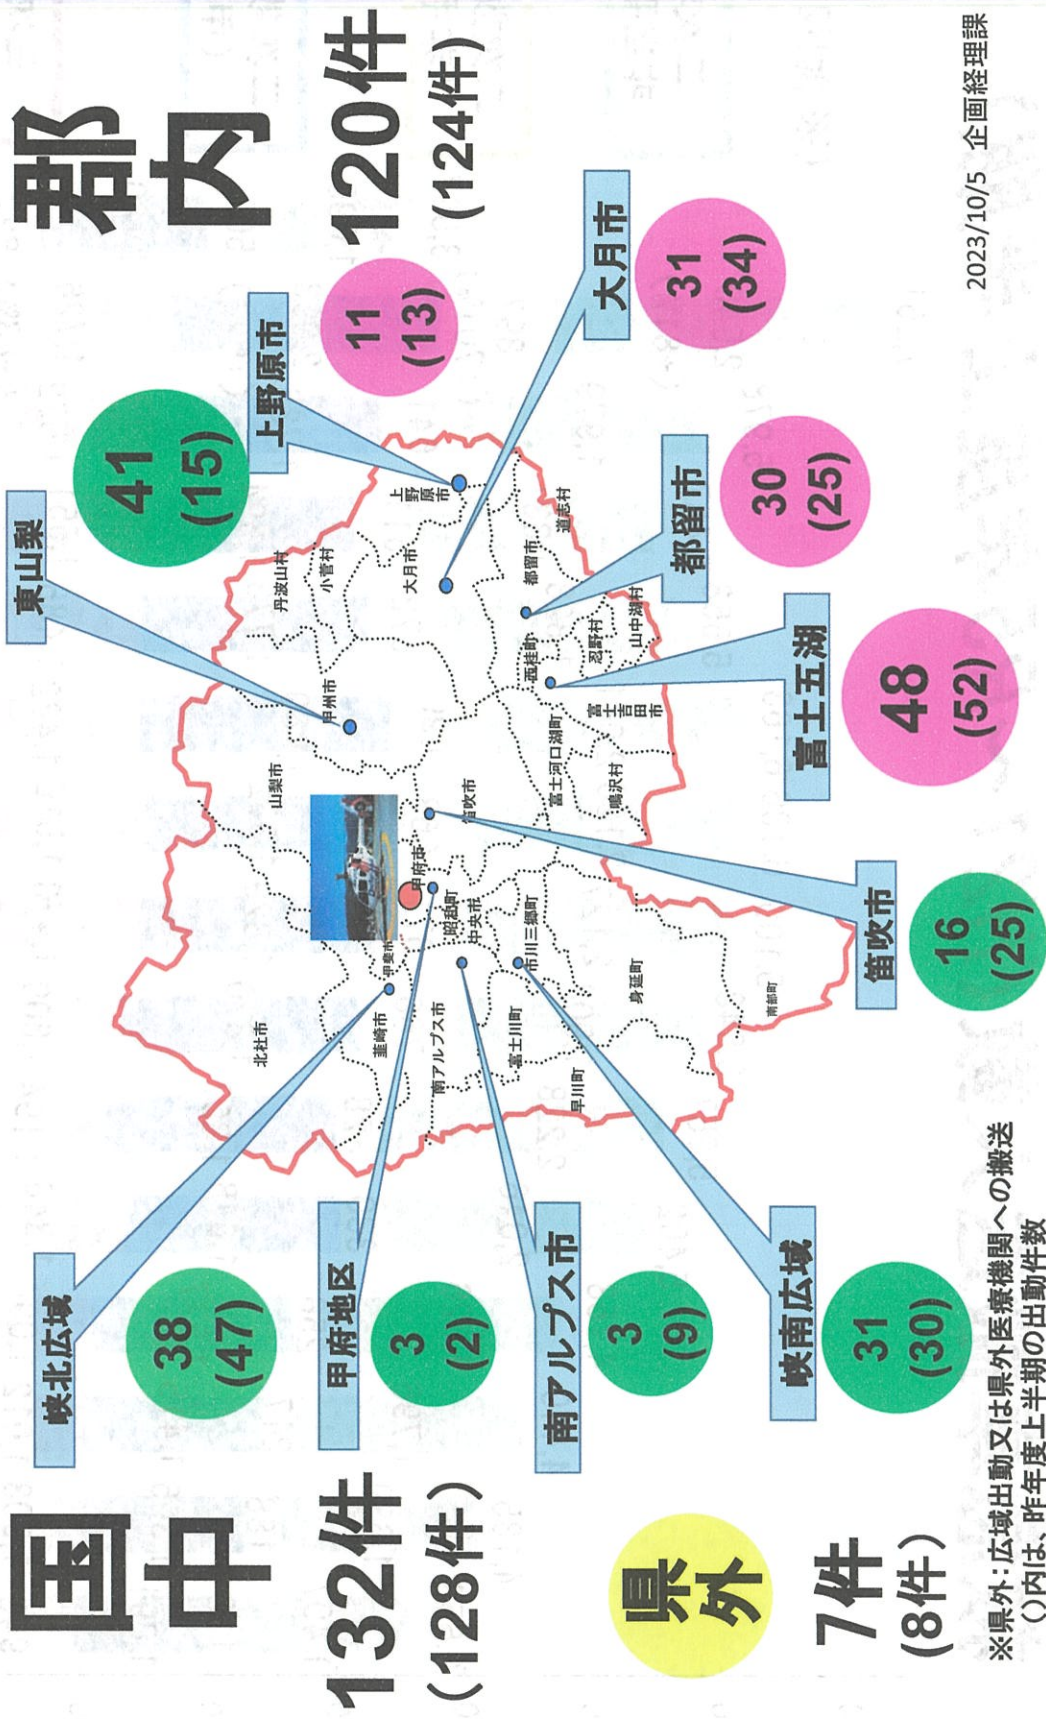 国中
132件
(128件)
郡内
120件
(124件)
県外
7件
(8件)
峡北広域
38
(47)
甲府地区
3
(2)
南アルプス市
3
(9)
峡南広域
31
(30)
東山梨
41
(15)
上野原市
11
(13)
大月市
31
(34)
都留市
30
(25)
富士五湖
48
(52)
笛吹市
16
(25)
北杜市
韮崎市
甲斐市
南アルプス市
昭和町
中央市
甲府市
山梨市
甲州市
笛吹市
丹波山村
小菅村
大月市
上野原市
都留市
道志村
西桂町
忍野村
山中湖村
富士吉田市
富士河口湖町
鳴沢村
市川三郷町
富士川町
早川町
身延町
南部町
※県外:広域出動又は県外医療機関への搬送
()内は、昨年度上半期の出動件数
2023/10/5 企画経理課